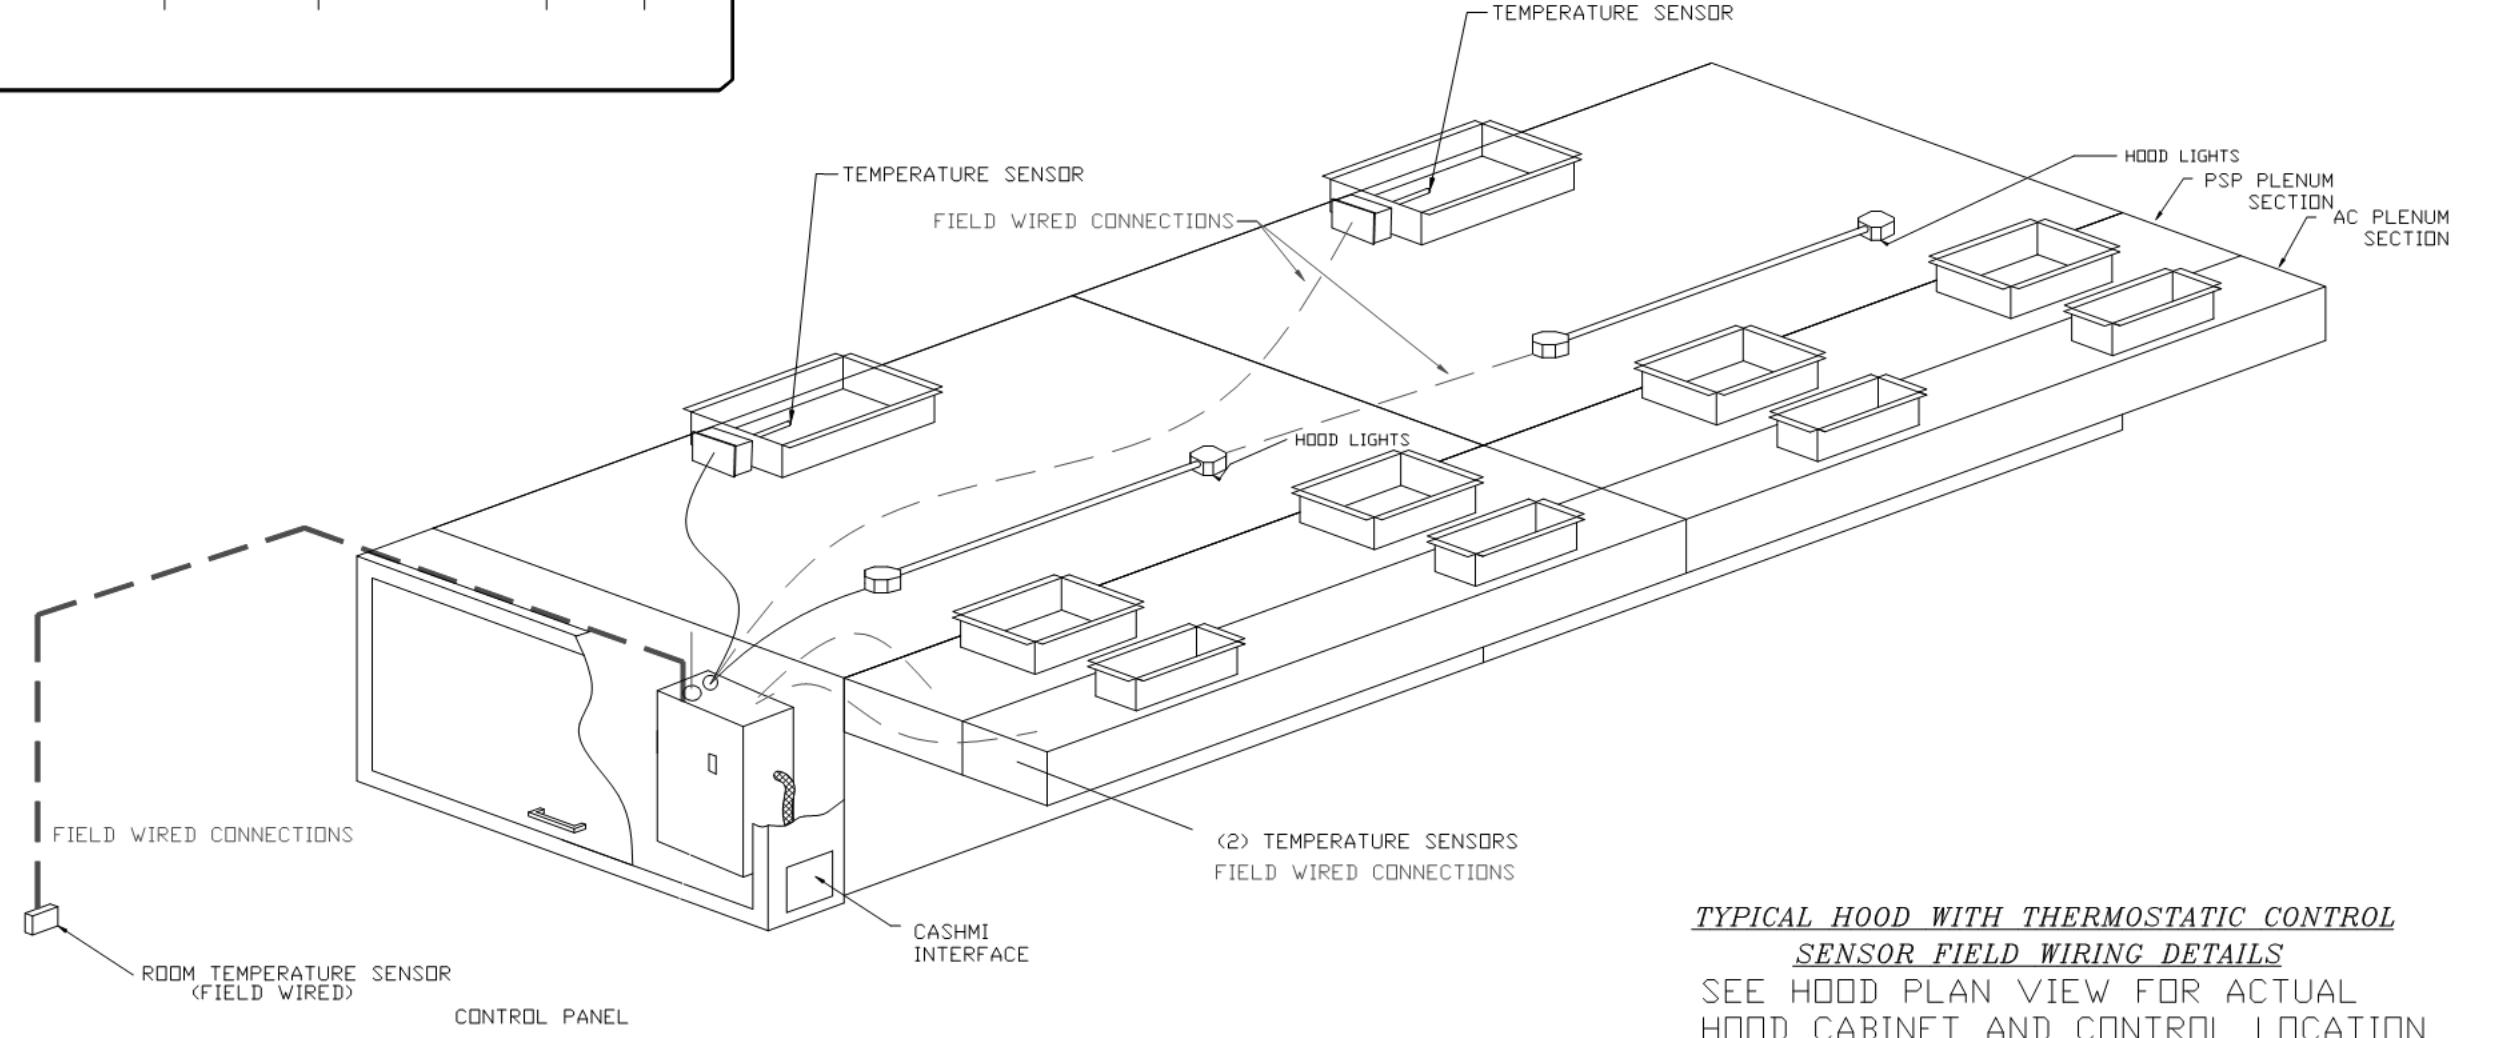 TEMPERATURE SENSOR
TEMPERATURE SENSOR
FIELD WIRED CONNECTIONS
HOOD LIGHTS
PSP PLENUM
SECTION
AC PLENUM
SECTION
HOOD LIGHTS
FIELD WIRED CONNECTIONS
(2) TEMPERATURE SENSORS
FIELD WIRED CONNECTIONS
CASHMI
INTERFACE
ROOM TEMPERATURE SENSOR
(FIELD WIRED)
CONTROL PANEL
TYPICAL HOOD WITH THERMOSTATIC CONTROL
SENSOR FIELD WIRING DETAILS
SEE HOOD PLAN VIEW FOR ACTUAL
HOOD CABINET AND CONTROL LOCATION